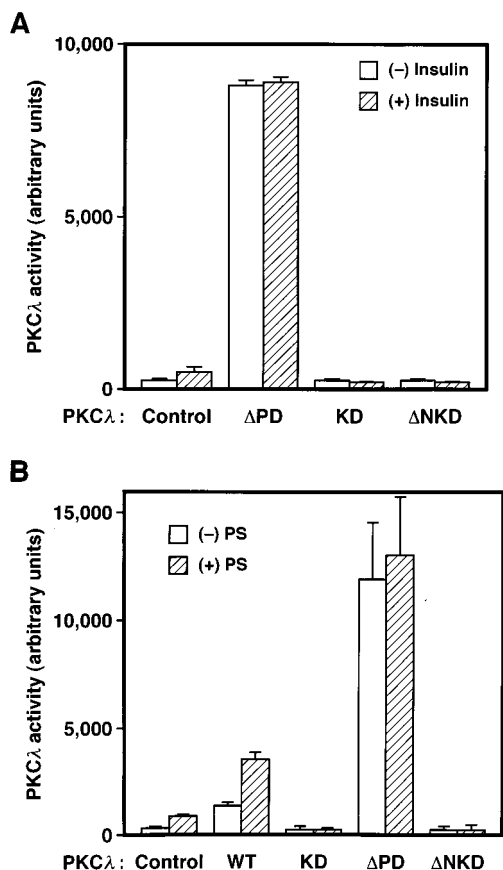 A
10,000
5,000
0
PKCλ activity (arbitrary units)
(–) Insulin
(+) Insulin
PKCλ: Control ΔPD KD ΔNKD
B
15,000
10,000
5,000
0
PKCλ activity (arbitrary units)
(–) PS
(+) PS
PKCλ: Control WT KD ΔPD ΔNKD